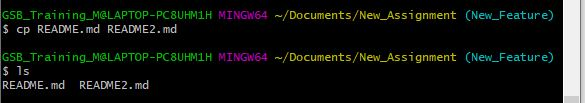 GSB_Training_M@LAPTOP-PC8UHM1H MINGW64 ~/Documents/New_Assignment (New_Feature)
$ cp README.md README2.md
GSB_Training_M@LAPTOP-PC8UHM1H MINGW64 ~/Documents/New_Assignment (New_Feature)
$ ls
README.md  README2.md